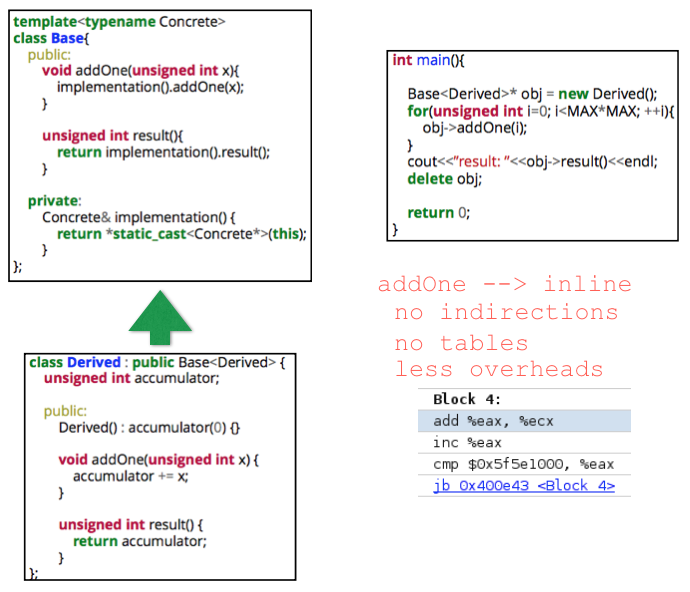 template<typename Concrete>
class Base{
public:
void addOne(unsigned int x){
implementation().addOne(x);
}
unsigned int result(){
return implementation().result();
}
private:
Concrete& implementation() {
return *static_cast<Concrete*>(this);
}
};
class Derived : public Base<Derived> {
unsigned int accumulator;
public:
Derived() : accumulator(0) {}
void addOne(unsigned int x) {
accumulator += x;
}
unsigned int result() {
return accumulator;
}
};
int main(){
Base<Derived>* obj = new Derived();
for(unsigned int i=0; i<MAX*MAX; ++i){
obj->addOne(i);
}
cout<<”result: ”<<obj->result()<<endl;
delete obj;
return 0;
}
addOne --> inline
no indirections
no tables
less overheads
Block 4:
add %eax, %ecx
inc %eax
cmp $0x5f5e1000, %eax
jb 0x400e43 <Block 4>